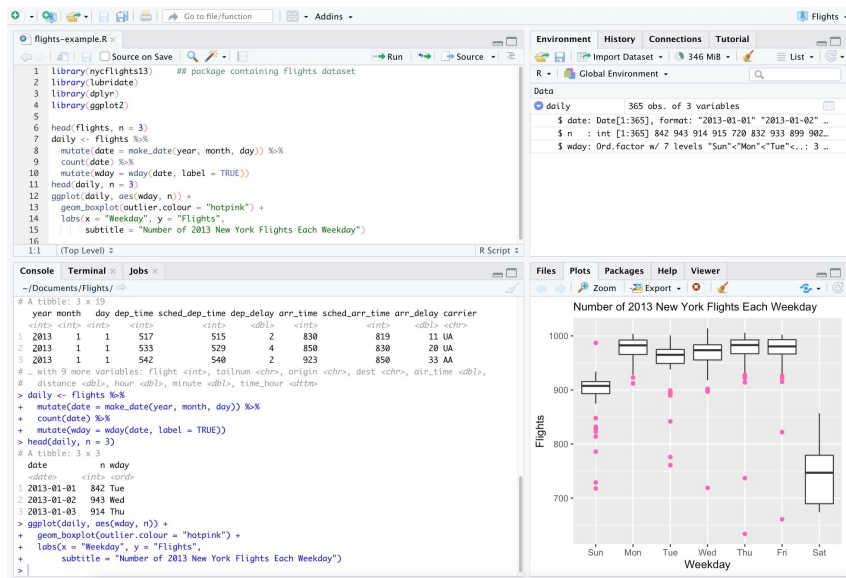 Go to file/function Addins Flights
flights-example.R
Source on Save Run Source
1 library(nycflights13) ## package containing flights dataset
2 library(lubridate)
3 library(dplyr)
4 library(ggplot2)
5
6 head(flights, n = 3)
7 daily <- flights %>%
8 mutate(date = make_date(year, month, day)) %>%
9 count(date) %>%
10 mutate(wday = wday(date, label = TRUE))
11 head(daily, n = 3)
12 ggplot(daily, aes(wday, n)) +
13 geom_boxplot(outlier.colour = "hotpink") +
14 labs(x = "Weekday", y = "Flights",
15 subtitle = "Number of 2013 New York Flights Each Weekday")
16
1:1 (Top Level) R Script
Console Terminal Jobs
~/Documents/Flights/
# A tibble: 3 x 19
year month day dep_time sched_dep_time dep_delay arr_time sched_arr_time arr_delay carrier
<int> <int> <int> <int> <int> <dbl> <int> <int> <dbl> <chr>
1 2013 1 1 517 515 2 830 819 11 UA
2 2013 1 1 533 529 4 850 830 20 UA
3 2013 1 1 542 540 2 923 850 33 AA
# … with 9 more variables: flight <int>, tailnum <chr>, origin <chr>, dest <chr>, air_time <dbl>,
# distance <dbl>, hour <dbl>, minute <dbl>, time_hour <dttm>
> daily <- flights %>%
+ mutate(date = make_date(year, month, day)) %>%
+ count(date) %>%
+ mutate(wday = wday(date, label = TRUE))
> head(daily, n = 3)
# A tibble: 3 x 3
date n wday
<date> <int> <ord>
1 2013-01-01 842 Tue
2 2013-01-02 943 Wed
3 2013-01-03 914 Thu
> ggplot(daily, aes(wday, n)) +
+ geom_boxplot(outlier.colour = "hotpink") +
+ labs(x = "Weekday", y = "Flights",
+ subtitle = "Number of 2013 New York Flights Each Weekday")
>
Environment History Connections Tutorial
Import Dataset 346 MiB List
R Global Environment
Data
daily 365 obs. of 3 variables
$ date: Date[1:365], format: "2013-01-01" "2013-01-02" …
$ n : int [1:365] 842 943 914 915 720 832 933 899 902…
$ wday: Ord.factor w/ 7 levels "Sun"<"Mon"<"Tue"<..: 3 …
Files Plots Packages Help Viewer
Zoom Export
Number of 2013 New York Flights Each Weekday
1000
900
800
700
Flights
Sun Mon Tue Wed Thu Fri Sat
Weekday